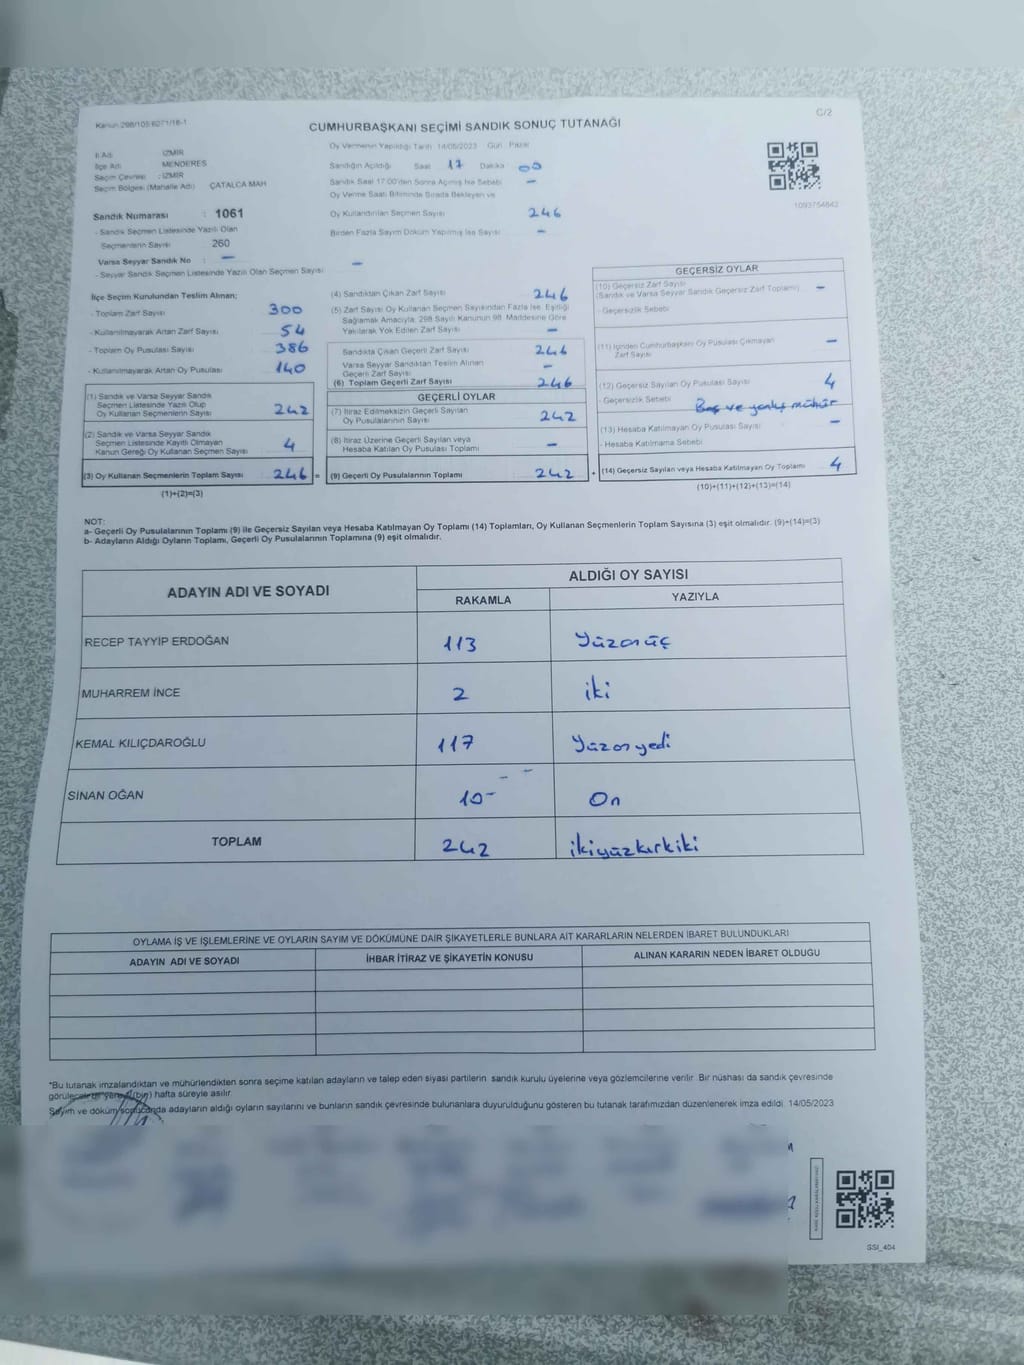 Kanun:298/105 6271/18-1
C/2
CUMHURBAŞKANI SEÇİMİ SANDIK SONUÇ TUTANAĞI
İl Adı : İZMİR
İlçe Adı : MENDERES
Seçim Çevresi : İZMİR
Seçim Bölgesi (Mahalle Adı) ÇATALCA MAH
Sandık Numarası : 1061
- Sandık Seçmen Listesinde Yazılı Olan
Seçmenlerin Sayısı 260
Varsa Seyyar Sandık No : -
- Seyyar Sandık Seçmen Listesinde Yazılı Olan Seçmen Sayısı -
Oy Vermenin Yapıldığı Tarih 14/05/2023 Gün Pazar
Sandığın Açıldığı Saat 17 Dakika 00
Sandık Saat 17:00'den Sonra Açılmış İse Sebebi -
Oy Verme Saati Bitiminde Sırada Bekleyen ve
Oy Kullandırılan Seçmen Sayısı 246
Birden Fazla Sayım Döküm Yapılmış İse Sayısı -
1093754642
İlçe Seçim Kurulundan Teslim Alınan;
- Toplam Zarf Sayısı 300
- Kullanılmayarak Artan Zarf Sayısı 54
- Toplam Oy Pusulası Sayısı 386
- Kullanılmayarak Artan Oy Pusulası 140
(1) Sandık ve Varsa Seyyar Sandık
Seçmen Listesinde Yazılı Olup
Oy Kullanan Seçmenlerin Sayısı 242
(2) Sandık ve Varsa Seyyar Sandık
Seçmen Listesinde Kayıtlı Olmayan
Kanun Gereği Oy Kullanan Seçmen Sayısı 4
(3) Oy Kullanan Seçmenlerin Toplam Sayısı 246 =
(1)+(2)=(3)
(4) Sandıktan Çıkan Zarf Sayısı 246
(5) Zarf Sayısı Oy Kullanan Seçmen Sayısından Fazla İse, Eşitliği
Sağlamak Amacıyla, 298 Sayılı Kanunun 98. Maddesine Göre
Yakılarak Yok Edilen Zarf Sayısı -
Sandıkta Çıkan Geçerli Zarf Sayısı 246
Varsa Seyyar Sandıktan Teslim Alınan
Geçerli Zarf Sayısı -
(6) Toplam Geçerli Zarf Sayısı 246
GEÇERLİ OYLAR
(7) İtiraz Edilmeksizin Geçerli Sayılan
Oy Pusulalarının Sayısı 242
(8) İtiraz Üzerine Geçerli Sayılan veya
Hesaba Katılan Oy Pusulası Toplamı -
(9) Geçerli Oy Pusulalarının Toplamı 242 +
GEÇERSİZ OYLAR
(10) Geçersiz Zarf Sayısı
(Sandık ve Varsa Seyyar Sandık Geçersiz Zarf Toplamı) -
- Geçersizlik Sebebi
(11) İçinden Cumhurbaşkanı Oy Pusulası Çıkmayan
Zarf Sayısı -
(12) Geçersiz Sayılan Oy Pusulası Sayısı 4
- Geçersizlik Sebebi Boş ve yanlış mühür
(13) Hesaba Katılmayan Oy Pusulası Sayısı -
- Hesaba Katılmama Sebebi
(14) Geçersiz Sayılan veya Hesaba Katılmayan Oy Toplamı 4
(10)+(11)+(12)+(13)=(14)
NOT:
a- Geçerli Oy Pusulalarının Toplamı (9) ile Geçersiz Sayılan veya Hesaba Katılmayan Oy Toplamı (14) Toplamları, Oy Kullanan Seçmenlerin Toplam Sayısına (3) eşit olmalıdır. (9)+(14)=(3)
b- Adayların Aldığı Oyların Toplamı, Geçerli Oy Pusulalarının Toplamına (9) eşit olmalıdır.
ADAYIN ADI VE SOYADI
ALDIĞI OY SAYISI
RAKAMLA YAZIYLA
RECEP TAYYİP ERDOĞAN 113 Yüzonüç
MUHARREM İNCE 2 iki
KEMAL KILIÇDAROĞLU 117 Yüzonyedi
SİNAN OĞAN 10- On
TOPLAM 242 ikiyüzkırkiki
OYLAMA İŞ VE İŞLEMLERİNE VE OYLARIN SAYIM VE DÖKÜMÜNE DAİR ŞİKAYETLERLE BUNLARA AİT KARARLARIN NELERDEN İBARET BULUNDUKLARI
ADAYIN ADI VE SOYADI İHBAR İTİRAZ VE ŞİKAYETİN KONUSU ALINAN KARARIN NEDEN İBARET OLDUĞU
*Bu tutanak imzalandıktan ve mühürlendikten sonra seçime katılan adayların ve talep eden siyasi partilerin sandık kurulu üyelerine veya gözlemcilerine verilir. Bir nüshası da sandık çevresinde
görülecek bir yere (bir) hafta süreyle asılır.
Sayım ve döküm sonucunda adayların aldığı oyların sayılarını ve bunların sandık çevresinde bulunanlara duyurulduğunu gösteren bu tutanak tarafımızdan düzenlenerek imza edildi. 14/05/2023
SSI_404